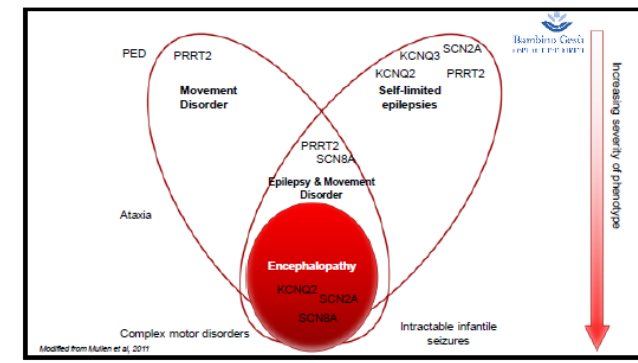 Bambino Gesù
PED
PRRT2
KCNQ3
SCN2A
KCNQ2
PRRT2
Movement
Disorder
Self-limited
epilepsies
PRRT2
SCN8A
Epilepsy & Movement
Disorder
Ataxia
Encephalopathy
KCNQ2
SCN2A
SCN8A
Complex motor disorders
Intractable infantile
seizures
Modified from Mullen et al, 2011
Increasing severity of phenotype